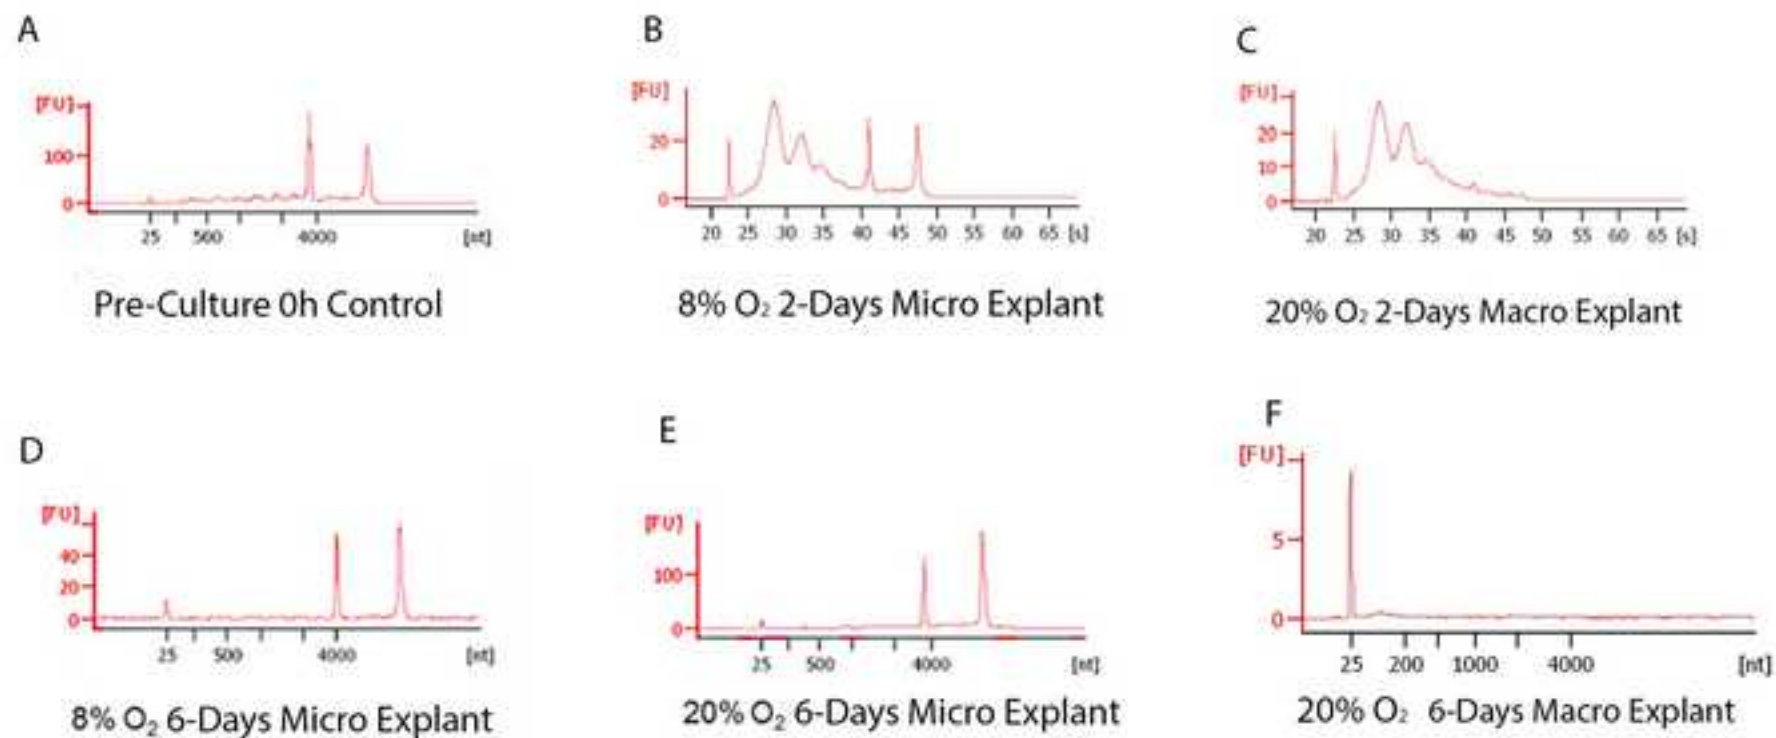 A
[FU]
100
0
25 500 4000 [nt]
Pre-Culture 0h Control
B
[FU]
20
0
20 25 30 35 40 45 50 55 60 65 [s]
8% O₂ 2-Days Micro Explant
C
[FU]
20
10
0
20 25 30 35 40 45 50 55 60 65 [s]
20% O₂ 2-Days Macro Explant
D
[FU]
40
20
0
25 500 4000 [nt]
8% O₂ 6-Days Micro Explant
E
[FU]
100
0
25 500 4000 [nt]
20% O₂ 6-Days Micro Explant
F
[FU]
5
0
25 200 1000 4000 [nt]
20% O₂ 6-Days Macro Explant